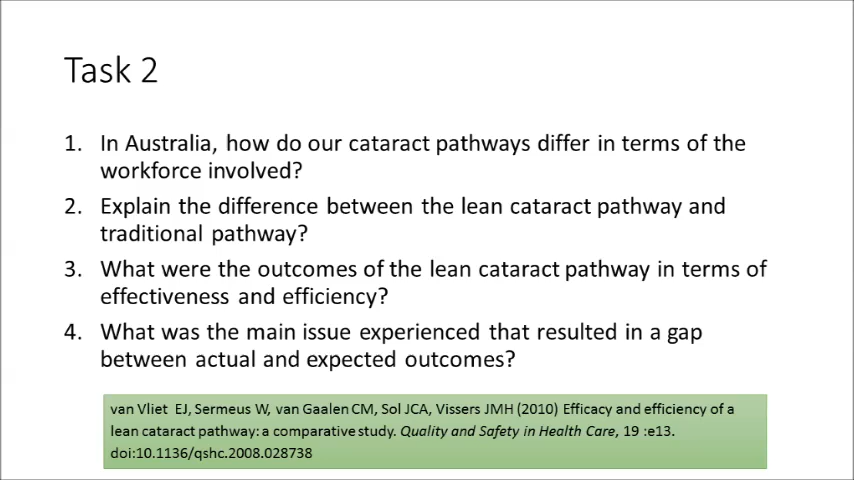 Task 2
1. In Australia, how do our cataract pathways differ in terms of the
workforce involved?
2. Explain the difference between the lean cataract pathway and
traditional pathway?
3. What were the outcomes of the lean cataract pathway in terms of
effectiveness and efficiency?
4. What was the main issue experienced that resulted in a gap
between actual and expected outcomes?
van Vliet EJ, Sermeus W, van Gaalen CM, Sol JCA, Vissers JMH (2010) Efficacy and efficiency of a
lean cataract pathway: a comparative study. Quality and Safety in Health Care, 19 :e13.
doi:10.1136/qshc.2008.028738